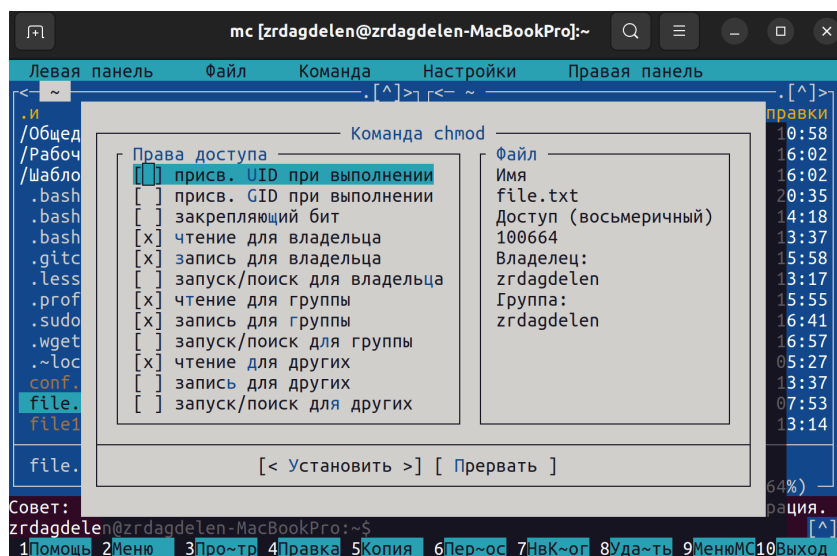 mc [zrdagdelen@zrdagdelen-MacBookPro]:~
Левая панель Файл Команда Настройки Правая панель
<— ~ .[^]> <— ~ .[^]>
.и правки
/Общед 10:58
/Рабоч 16:02
/Шабло 16:02
.bash 20:35
.bash 14:18
.bash 13:37
.gitc 15:58
.less 13:17
.prof 15:55
.sudo 16:41
.wget 16:57
.~loc 05:27
conf. 13:37
file. 07:53
file1 13:14
file.
64%)
Команда chmod
Права доступа
[ ] присв. UID при выполнении
[ ] присв. GID при выполнении
[ ] закрепляющий бит
[x] чтение для владельца
[x] запись для владельца
[ ] запуск/поиск для владельца
[x] чтение для группы
[x] запись для группы
[ ] запуск/поиск для группы
[x] чтение для других
[ ] запись для других
[ ] запуск/поиск для других
Файл
Имя
file.txt
Доступ (восьмеричный)
100664
Владелец:
zrdagdelen
Группа:
zrdagdelen
[< Установить >] [ Прервать ]
Совет: рация.
zrdagdelen@zrdagdelen-MacBookPro:~$ [^]
1Помощь 2Меню 3Про~тр 4Правка 5Копия 6Пер~ос 7НвК~ог 8Уда~ть 9МенюMC 10Выход